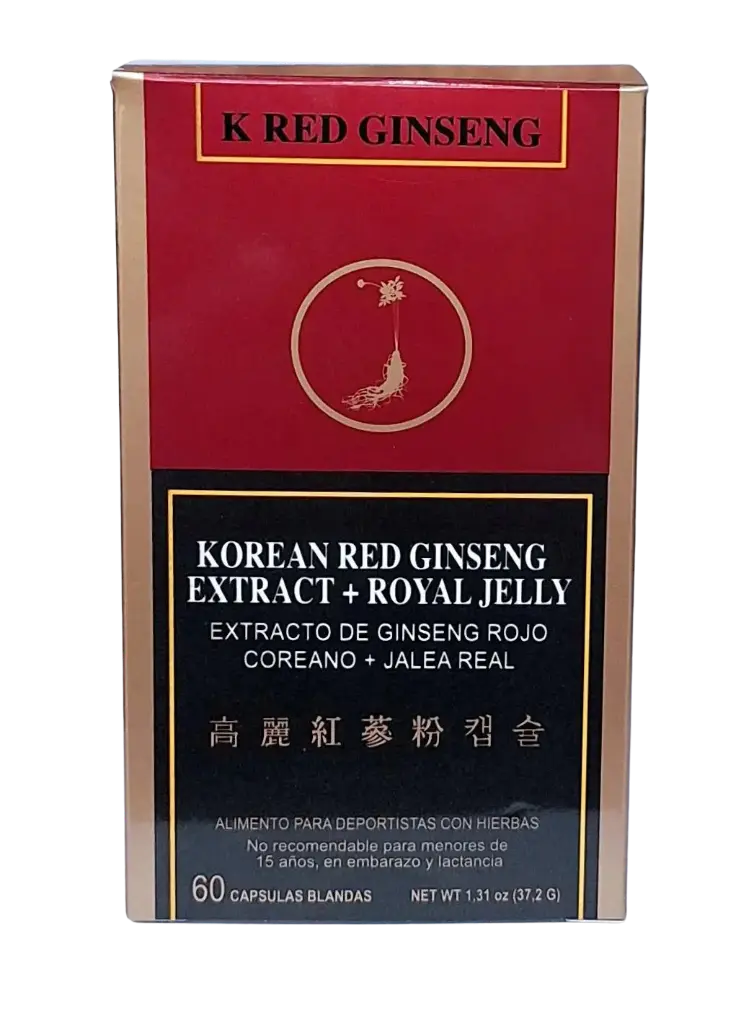 K RED GINSENG
KOREAN RED GINSENG
EXTRACT + ROYAL JELLY
EXTRACTO DE GINSENG ROJO
COREANO + JALEA REAL
高麗紅蔘粉캡슐
ALIMENTO PARA DEPORTISTAS CON HIERBAS
No recomendable para menores de
15 años, en embarazo y lactancia
60 CAPSULAS BLANDAS NET WT 1,31 oz (37,2 G)